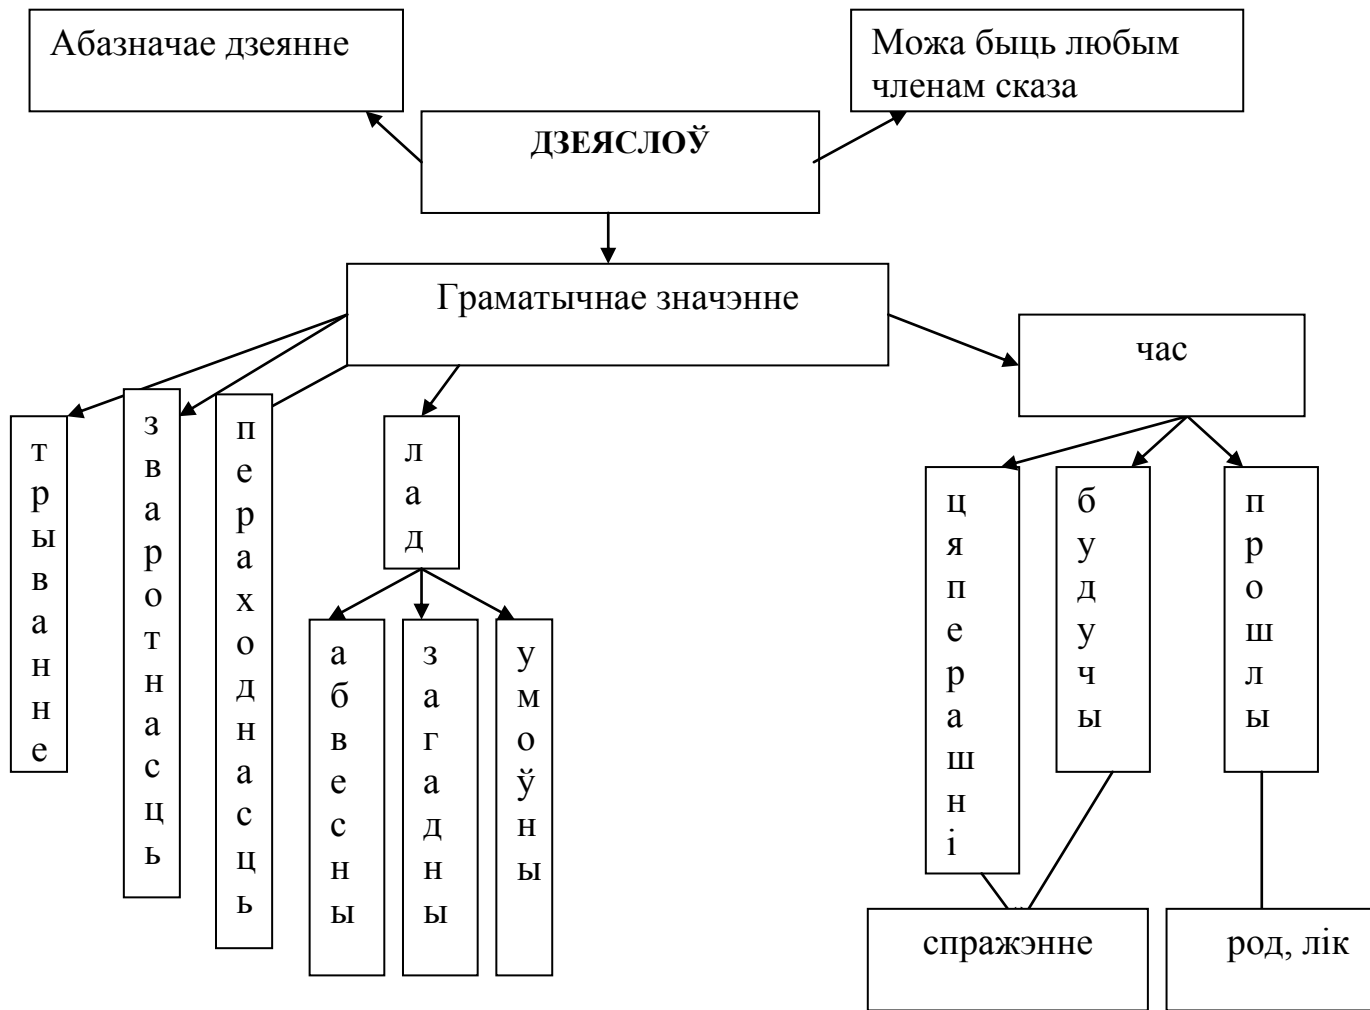 Абазначае дзеянне
Можа быць любым
членам сказа
ДЗЕЯСЛОЎ
Граматычнае значэнне
час
трыванне
зваротнасць
пераходнасць
лад
абвесны
загадны
умоўны
цяперашні
будучы
прошлы
спражэнне
род, лік